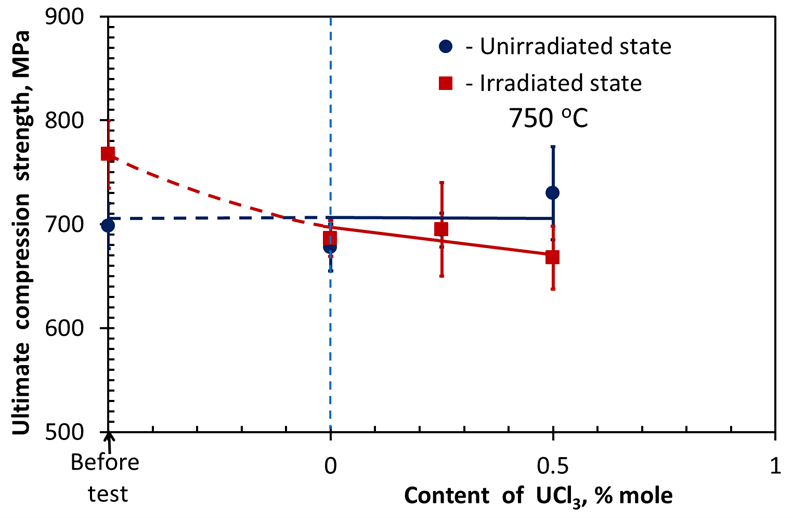 Ultimate compression strength, MPa
900
800
700
600
500
- Unirradiated state
- Irradiated state
750 ⁰C
Before
test
0
0.5
1
Content of UCl₃, % mole